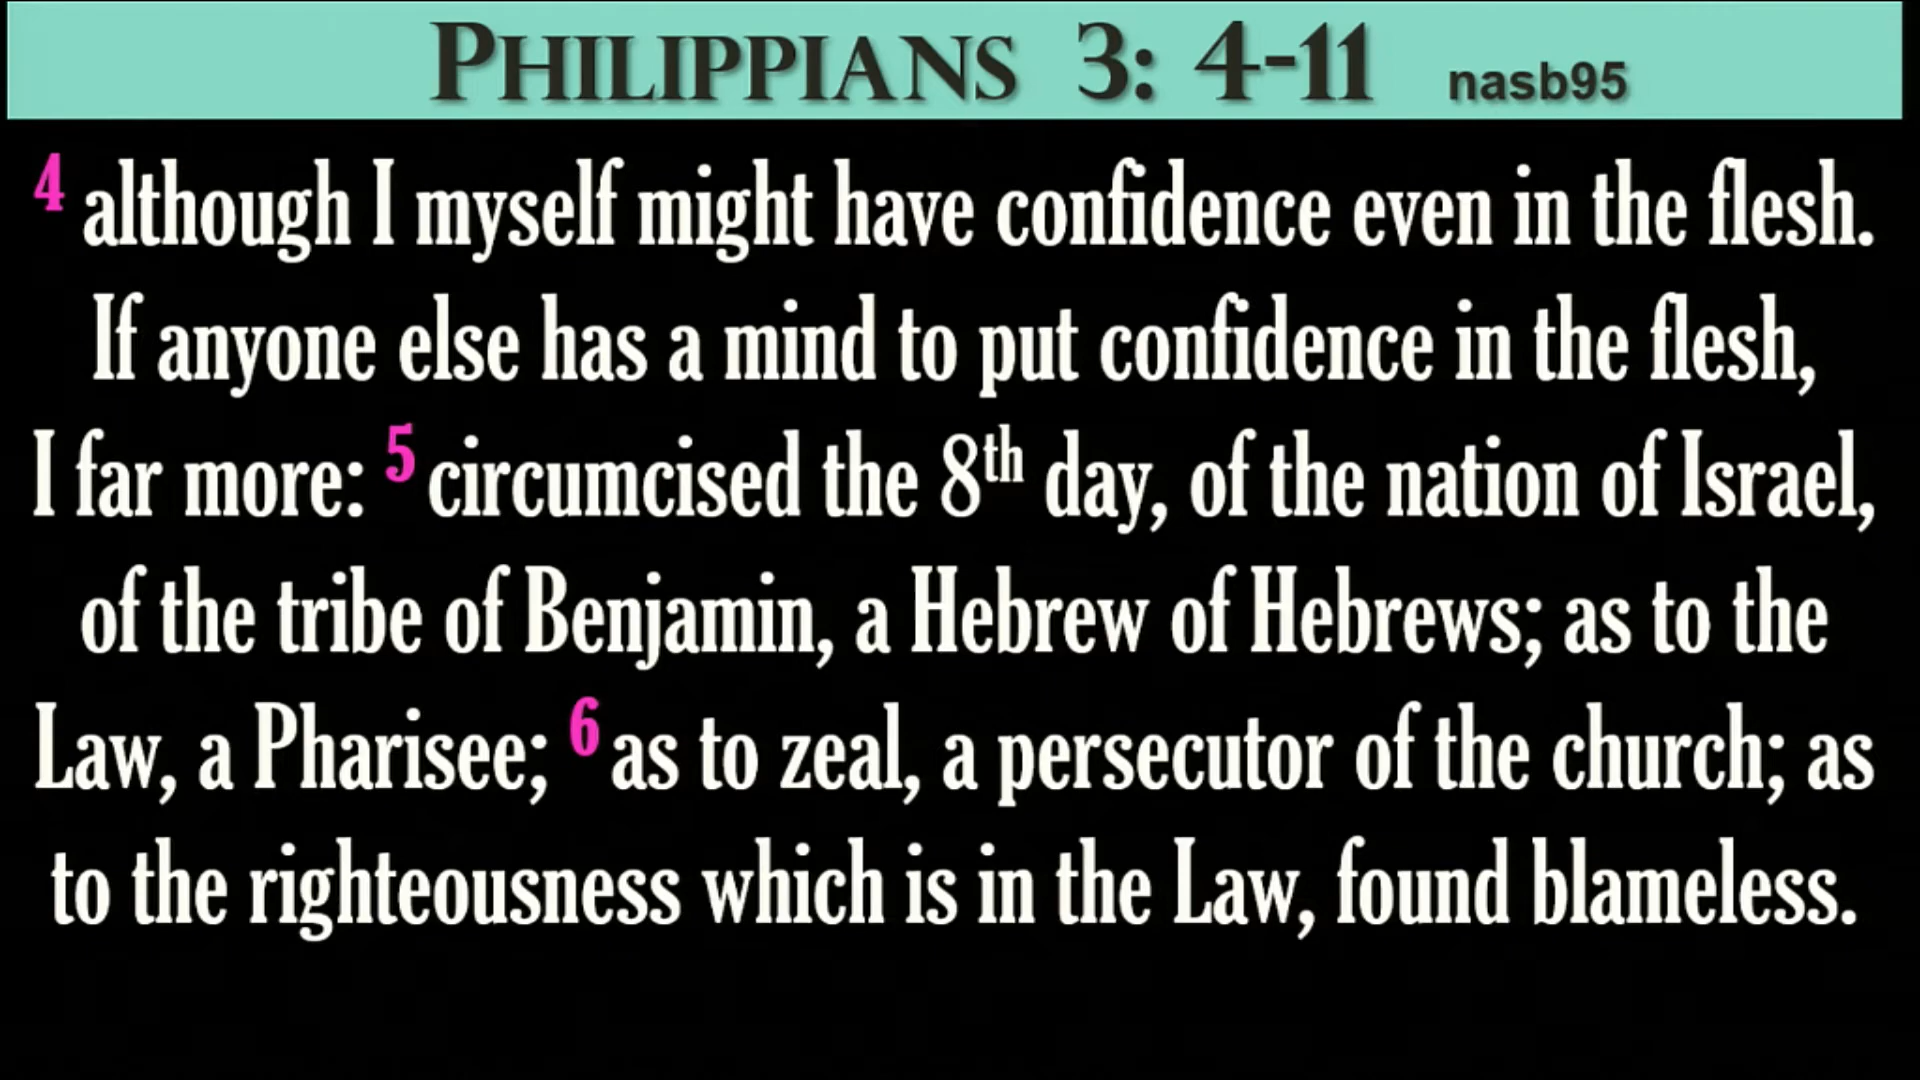 PHILIPPIANS 3: 4-11 nasb95
4 although I myself might have confidence even in the flesh.
If anyone else has a mind to put confidence in the flesh,
I far more: 5 circumcised the 8th day, of the nation of Israel,
of the tribe of Benjamin, a Hebrew of Hebrews; as to the
Law, a Pharisee; 6 as to zeal, a persecutor of the church; as
to the righteousness which is in the Law, found blameless.